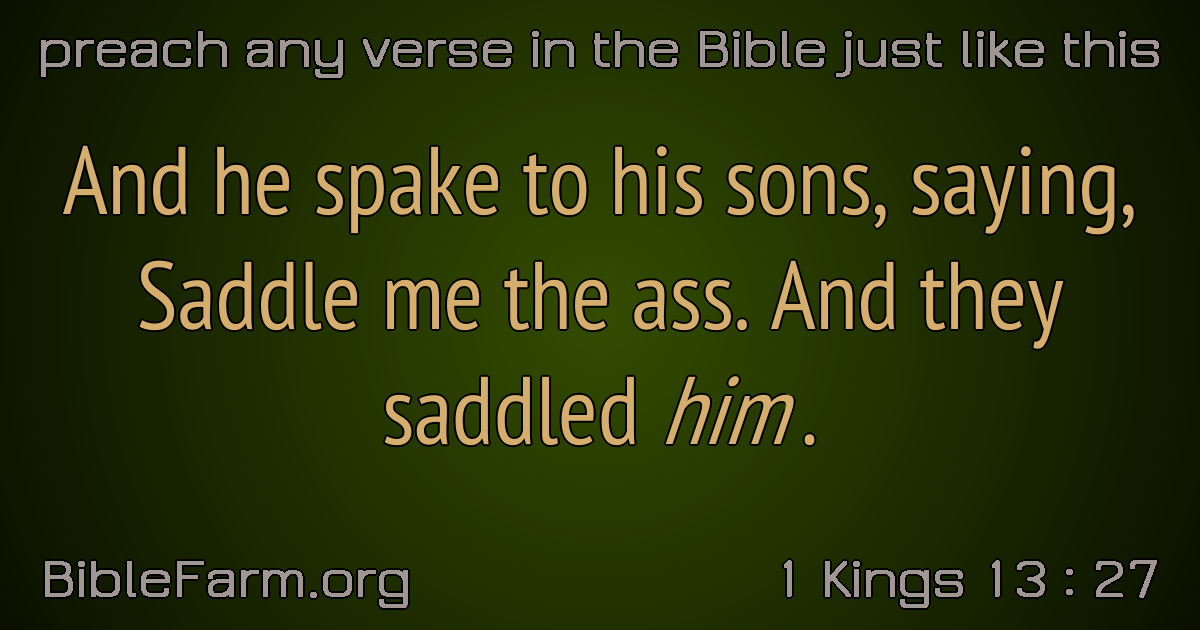 preach any verse in the Bible just like this
And he spake to his sons, saying,
Saddle me the ass. And they
saddled him.
BibleFarm.org
1 Kings 13 : 27